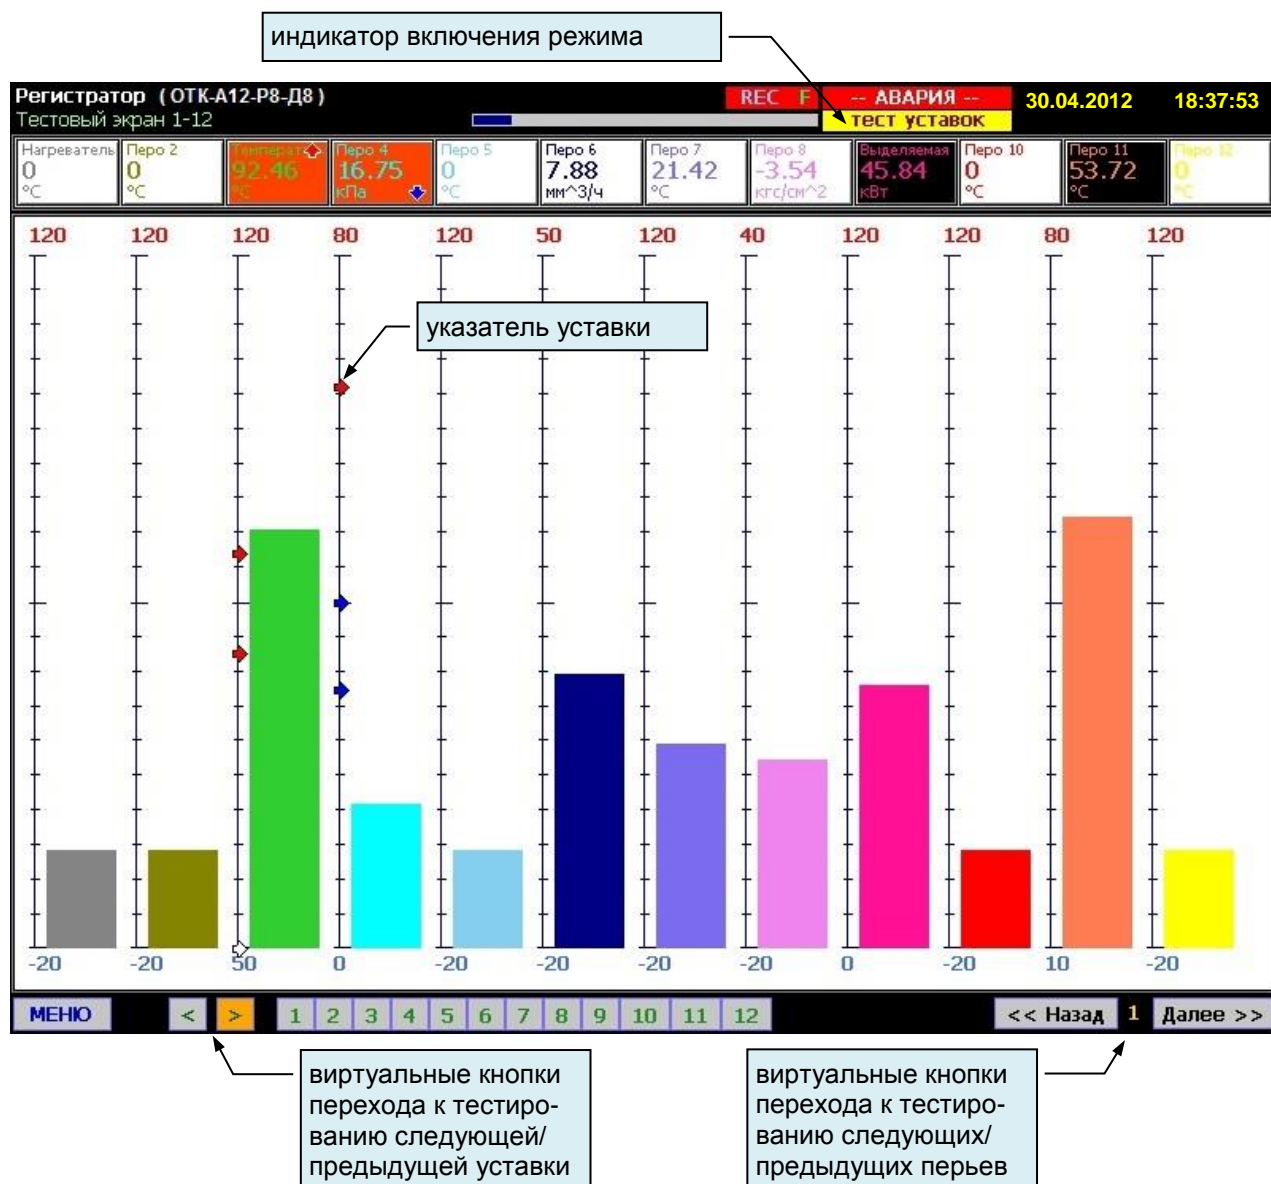 индикатор включения режима
Регистратор ( ОТК-А12-Р8-Д8 )
REC F
-- АВАРИЯ --
30.04.2012 18:37:53
Тестовый экран 1-12
тест уставок
Нагреватель
0
°C
Перо 2
0
°C
Температ
92.46
°C
Перо 4
16.75
кПа
Перо 5
0
°C
Перо 6
7.88
мм^3/ч
Перо 7
21.42
°C
Перо 8
-3.54
кгс/см^2
Выделяемая
45.84
кВт
Перо 10
0
°C
Перо 11
53.72
°C
Перо 12
0
°C
120 120 120 80 120 50 120 40 120 120 80 120
указатель уставки
-20 -20 50 0 -20 -20 -20 -20 0 -20 10 -20
МЕНЮ < > 1 2 3 4 5 6 7 8 9 10 11 12 << Назад 1 Далее >>
виртуальные кнопки
перехода к тестиро-
ванию следующей/
предыдущей уставки
виртуальные кнопки
перехода к тестиро-
ванию следующих/
предыдущих перьев